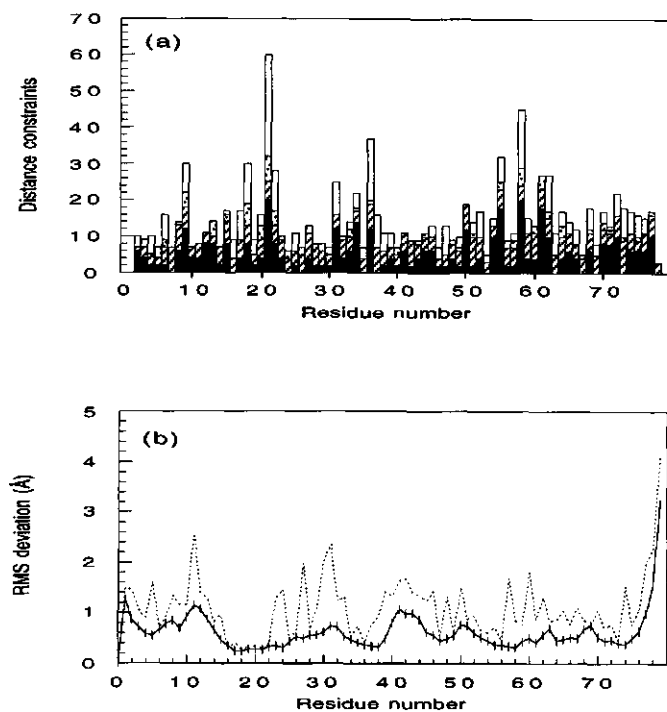 70
60
50
40
30
20
10
0
Distance constraints
(a)
0 10 20 30 40 50 60 70
Residue number
5
4
3
2
1
0
RMS deviation (Å)
(b)
0 10 20 30 40 50 60 70
Residue number